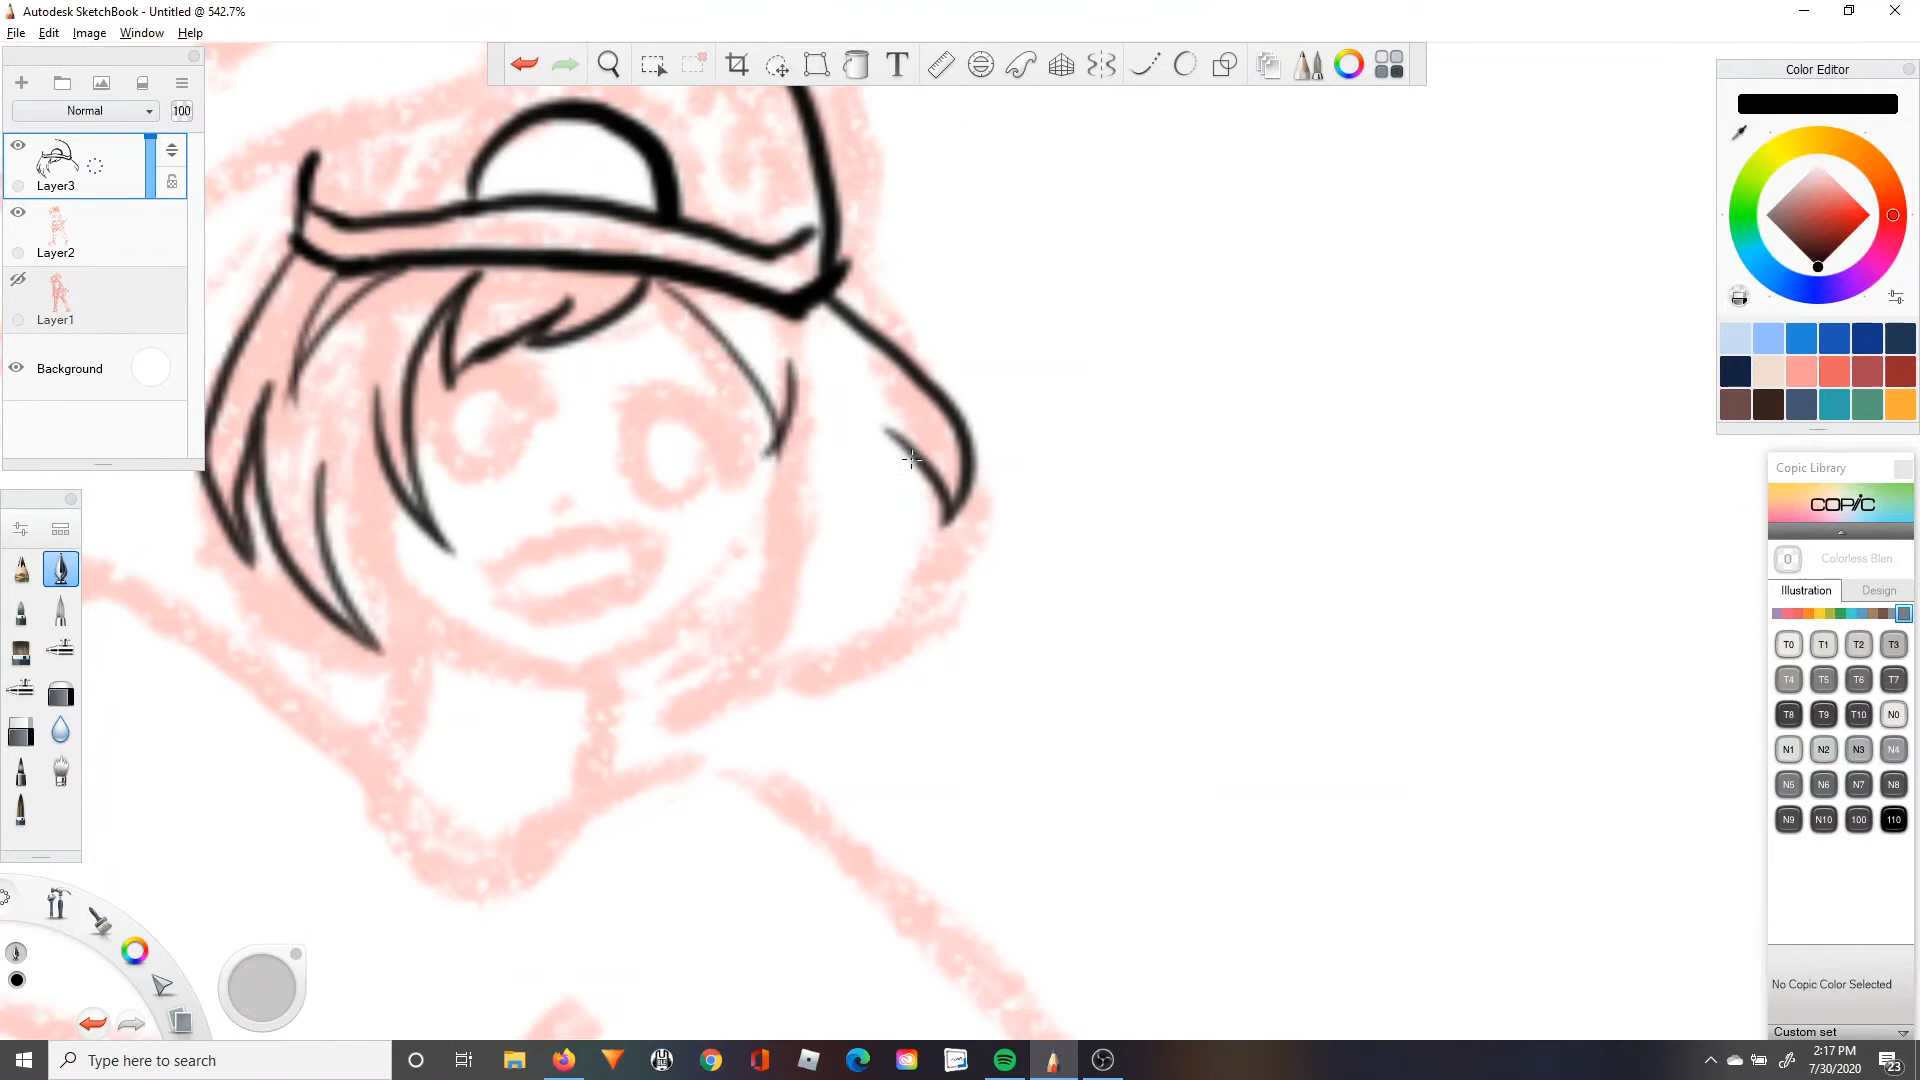 Autodesk SketchBook - Untitled @ 542.7%
File Edit Image Window Help
Normal 100
Layer3
Layer2
Layer1
Background
T
Color Editor
Copic Library
COPIC
0 Colorless Blen...
Illustration Design
T0 T1 T2 T3
T4 T5 T6 T7
T8 T9 T10 N0
N1 N2 N3 N4
N5 N6 N7 N8
N9 N10 100 110
No Copic Color Selected
Custom set
Type here to search
2:17 PM
7/30/2020
23